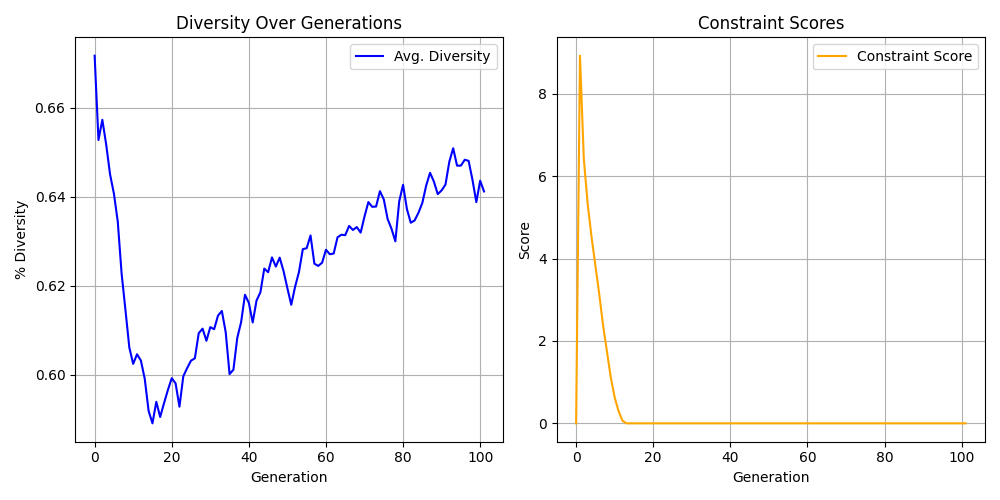 Diversity Over Generations
Avg. Diversity
% Diversity
0.66
0.64
0.62
0.60
0 20 40 60 80 100
Generation
Constraint Scores
Constraint Score
Score
8
6
4
2
0
0 20 40 60 80 100
Generation